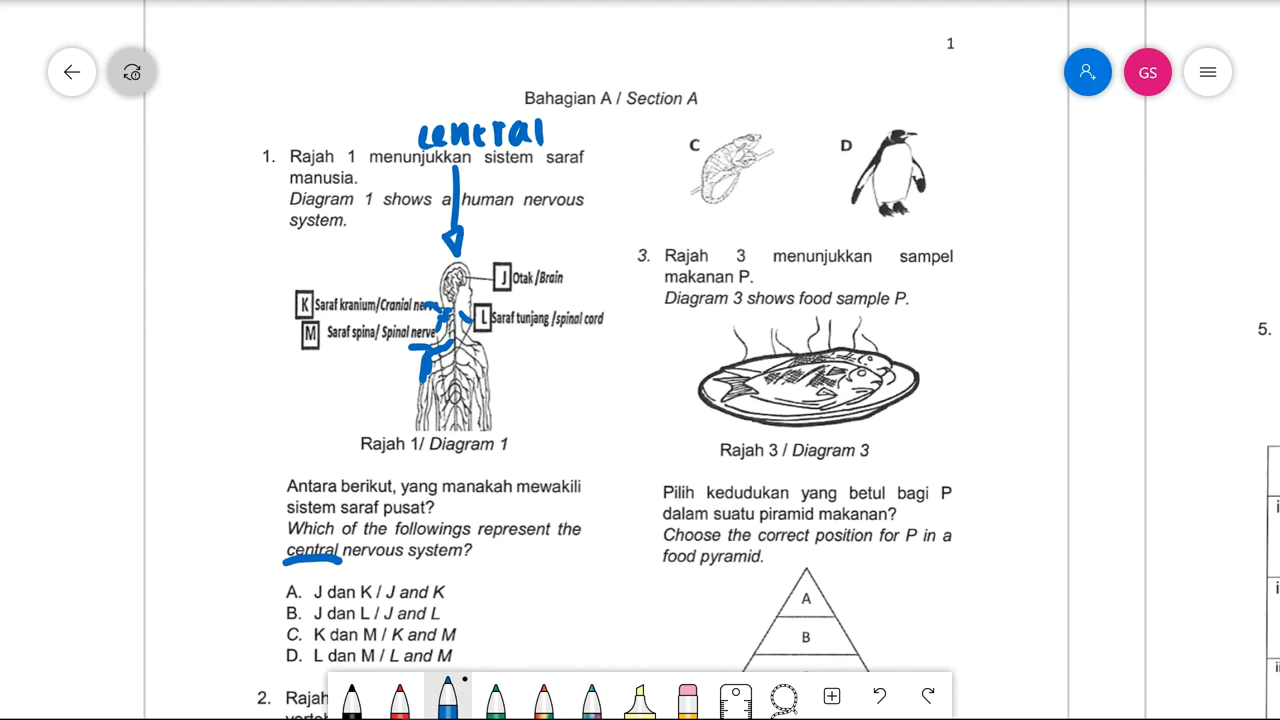 1
GS
Bahagian A / Section A
central
1. Rajah 1 menunjukkan sistem saraf
manusia.
Diagram 1 shows a human nervous
system.
J Otak /Brain
K Saraf kranium/Cranial nerve
L Saraf tunjang /spinal cord
M Saraf spina/ Spinal nerve
Rajah 1/ Diagram 1
Antara berikut, yang manakah mewakili
sistem saraf pusat?
Which of the followings represent the
central nervous system?
A. J dan K / J and K
B. J dan L / J and L
C. K dan M / K and M
D. L dan M / L and M
2. Rajah
C
D
3. Rajah 3 menunjukkan sampel
makanan P.
Diagram 3 shows food sample P.
Rajah 3 / Diagram 3
Pilih kedudukan yang betul bagi P
dalam suatu piramid makanan?
Choose the correct position for P in a
food pyramid.
A
B
5.